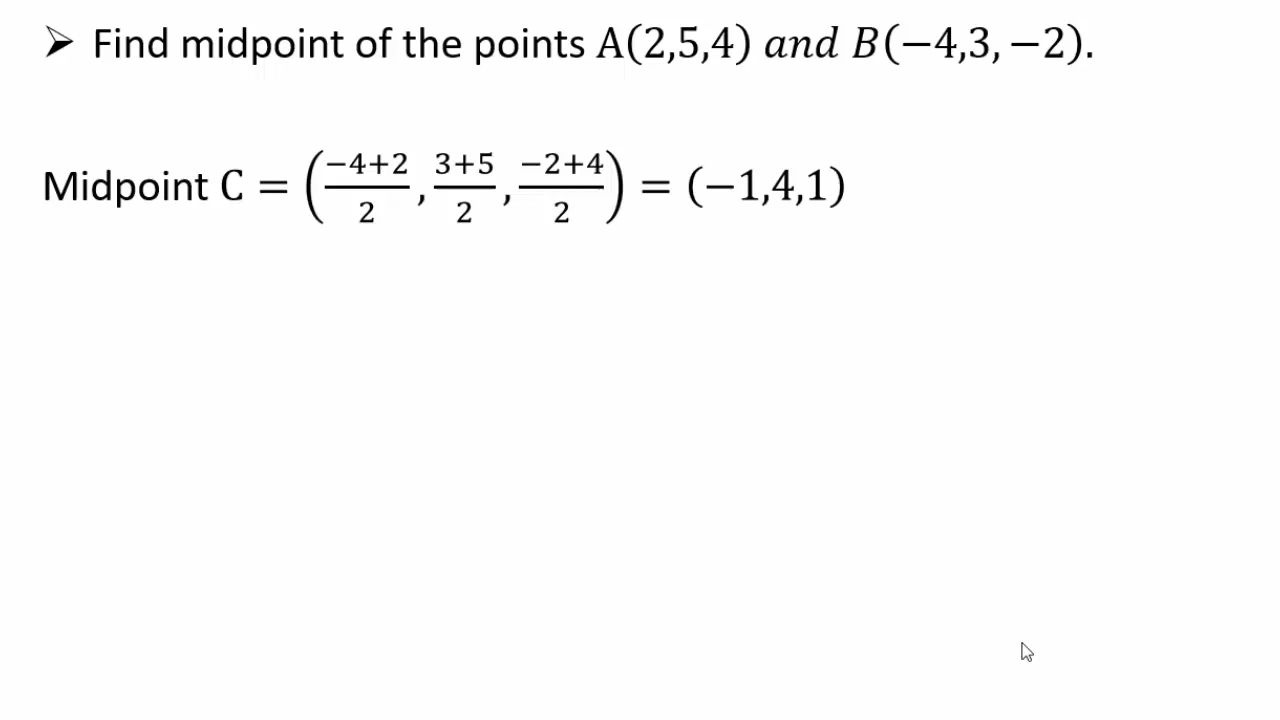 ➢ Find midpoint of the points A(2,5,4) and B(−4,3,−2).
Midpoint C = (−4+2/2, 3+5/2, −2+4/2) = (−1,4,1)